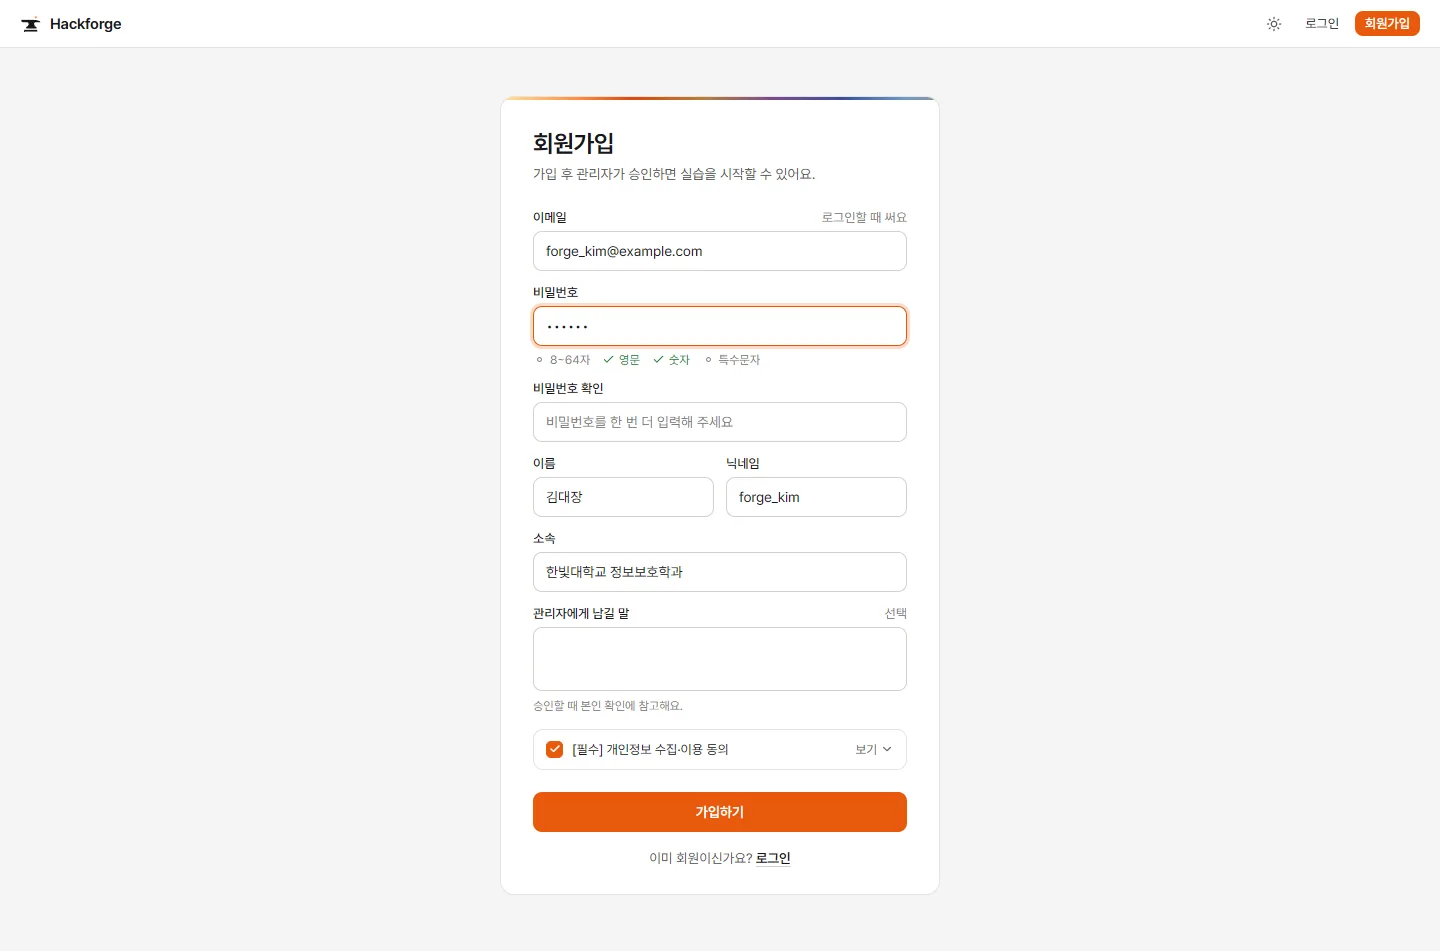 Hackforge
로그인
회원가입
회원가입
가입 후 관리자가 승인하면 실습을 시작할 수 있어요.
이메일 로그인할 때 써요
forge_kim@example.com
비밀번호
••••••
8~64자 영문 숫자 특수문자
비밀번호 확인
비밀번호를 한 번 더 입력해 주세요
이름 닉네임
김대장 forge_kim
소속
한빛대학교 정보보호학과
관리자에게 남길 말 선택
승인할 때 본인 확인에 참고해요.
[필수] 개인정보 수집·이용 동의 보기
가입하기
이미 회원이신가요? 로그인